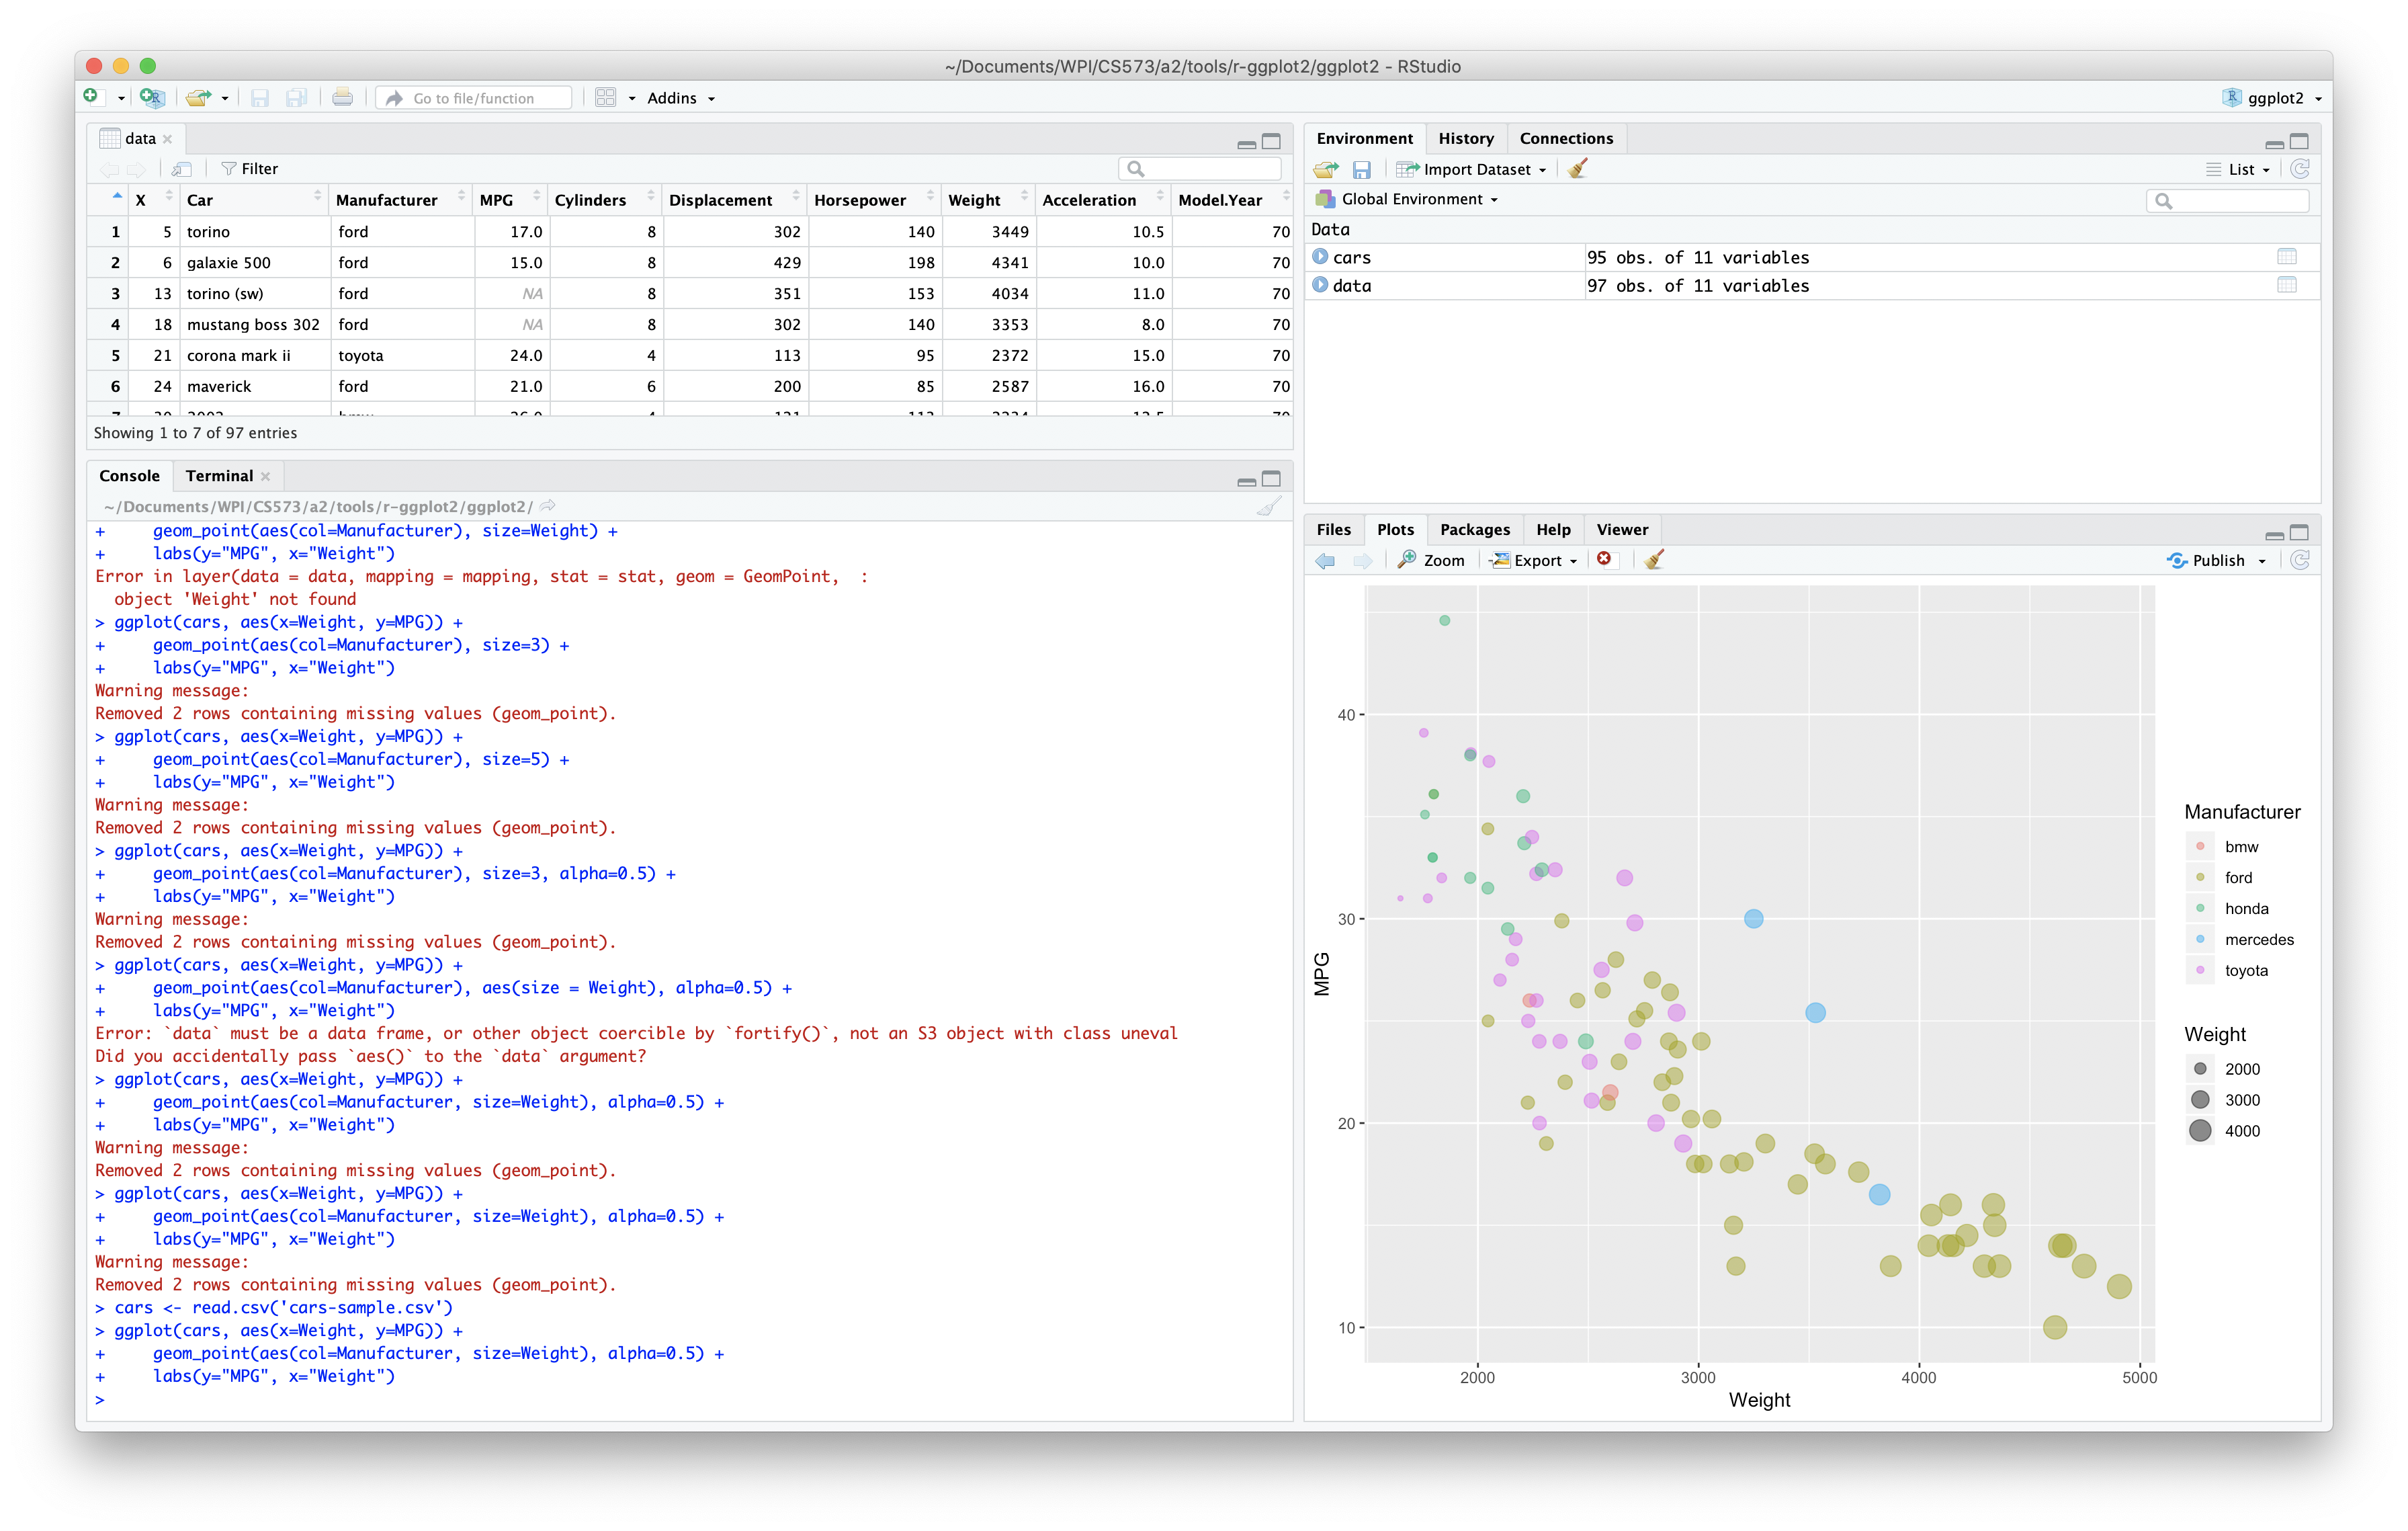 ~/Documents/WPI/CS573/a2/tools/r-ggplot2/ggplot2 - RStudio
Go to file/function
Addins
ggplot2
data
Filter
X Car Manufacturer MPG Cylinders Displacement Horsepower Weight Acceleration Model.Year
1 5 torino ford 17.0 8 302 140 3449 10.5 70
2 6 galaxie 500 ford 15.0 8 429 198 4341 10.0 70
3 13 torino (sw) ford NA 8 351 153 4034 11.0 70
4 18 mustang boss 302 ford NA 8 302 140 3353 8.0 70
5 21 corona mark ii toyota 24.0 4 113 95 2372 15.0 70
6 24 maverick ford 21.0 6 200 85 2587 16.0 70
Showing 1 to 7 of 97 entries
Console Terminal
~/Documents/WPI/CS573/a2/tools/r-ggplot2/ggplot2/
+     geom_point(aes(col=Manufacturer), size=Weight) +
+     labs(y="MPG", x="Weight")
Error in layer(data = data, mapping = mapping, stat = stat, geom = GeomPoint,  :
  object 'Weight' not found
> ggplot(cars, aes(x=Weight, y=MPG)) +
+     geom_point(aes(col=Manufacturer), size=3) +
+     labs(y="MPG", x="Weight")
Warning message:
Removed 2 rows containing missing values (geom_point).
> ggplot(cars, aes(x=Weight, y=MPG)) +
+     geom_point(aes(col=Manufacturer), size=5) +
+     labs(y="MPG", x="Weight")
Warning message:
Removed 2 rows containing missing values (geom_point).
> ggplot(cars, aes(x=Weight, y=MPG)) +
+     geom_point(aes(col=Manufacturer), size=3, alpha=0.5) +
+     labs(y="MPG", x="Weight")
Warning message:
Removed 2 rows containing missing values (geom_point).
> ggplot(cars, aes(x=Weight, y=MPG)) +
+     geom_point(aes(col=Manufacturer), aes(size = Weight), alpha=0.5) +
+     labs(y="MPG", x="Weight")
Error: `data` must be a data frame, or other object coercible by `fortify()`, not an S3 object with class uneval
Did you accidentally pass `aes()` to the `data` argument?
> ggplot(cars, aes(x=Weight, y=MPG)) +
+     geom_point(aes(col=Manufacturer, size=Weight), alpha=0.5) +
+     labs(y="MPG", x="Weight")
Warning message:
Removed 2 rows containing missing values (geom_point).
> ggplot(cars, aes(x=Weight, y=MPG)) +
+     geom_point(aes(col=Manufacturer, size=Weight), alpha=0.5) +
+     labs(y="MPG", x="Weight")
Warning message:
Removed 2 rows containing missing values (geom_point).
> cars <- read.csv('cars-sample.csv')
> ggplot(cars, aes(x=Weight, y=MPG)) +
+     geom_point(aes(col=Manufacturer, size=Weight), alpha=0.5) +
+     labs(y="MPG", x="Weight")
>
Environment History Connections
Import Dataset
List
Global Environment
Data
cars 95 obs. of 11 variables
data 97 obs. of 11 variables
Files Plots Packages Help Viewer
Zoom Export Publish
40
30
20
10
MPG
2000 3000 4000 5000
Weight
Manufacturer
bmw
ford
honda
mercedes
toyota
Weight
2000
3000
4000